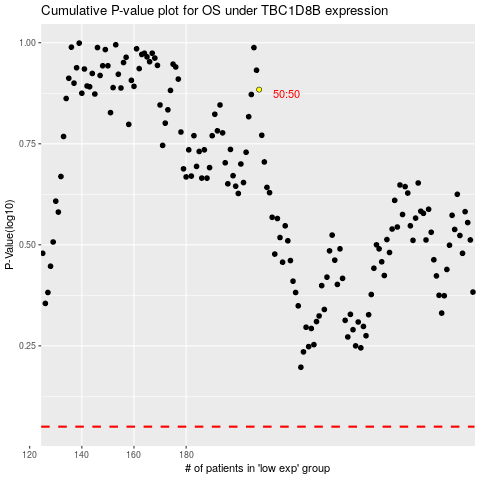 Cumulative P-value plot for OS under TBC1D8B expression
P-Value(log10)
1.00
0.75
0.50
0.25
50:50
120 140 160 180
# of patients in 'low exp' group